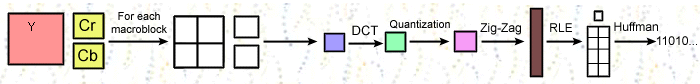 Y
Cr
Cb
For each
macroblock
DCT
Quantization
Zig-Zag
RLE
Huffman
11010...